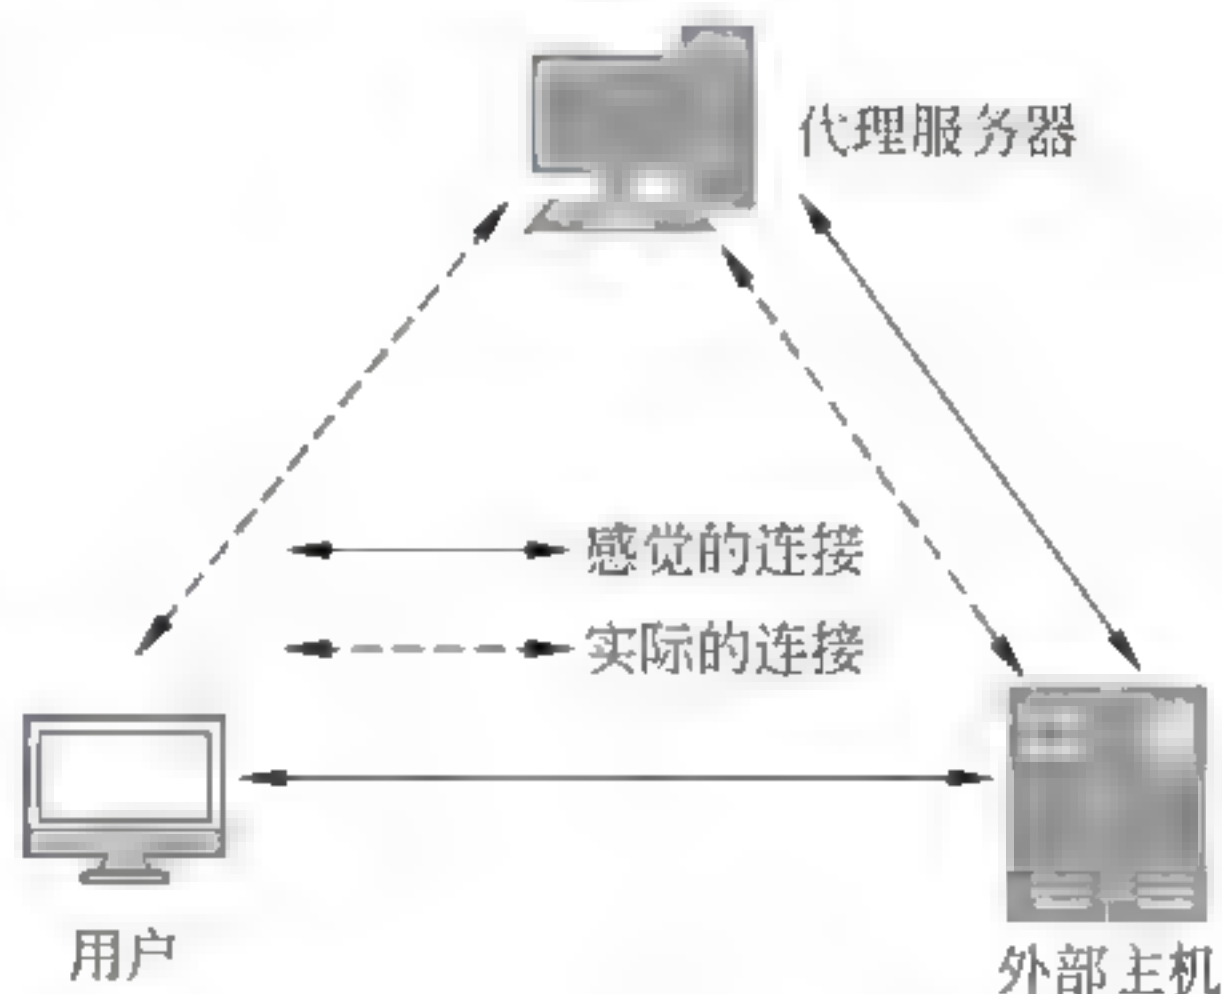 代理服务器
感觉的连接
实际的连接
用户
外部主机